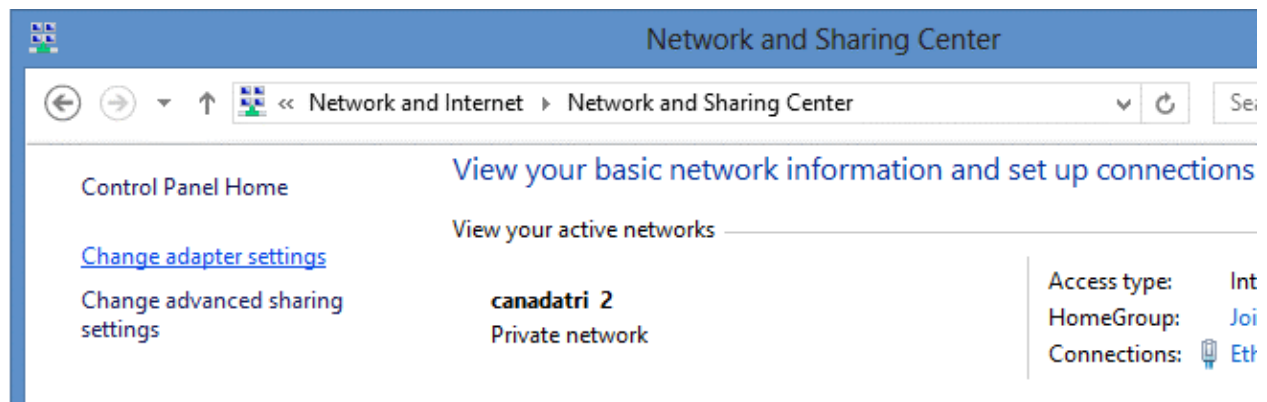 Network and Sharing Center
« Network and Internet ▸ Network and Sharing Center
Control Panel Home
View your basic network information and set up connections
View your active networks
Change adapter settings
Change advanced sharing
settings
canadatri 2
Private network
Access type:
HomeGroup:
Connections: